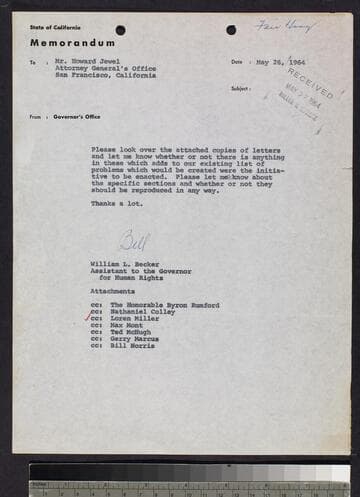 State of California
Fair Hsng
Memorandum
To : Mr. Howard Jewel
Attorney General's Office
San Francisco, California
Date : May 26, 1964
Subject :
RECEIVED
MAY 27 1964
From : Governor's Office
Please look over the attached copies of letters
and let me know whether or not there is anything
in these which adds to our existing list of
problems which would be created were the initia-
tive to be enacted. Please let me know about
the specific sections and whether or not they
should be reproduced in any way.
Thanks a lot.
Bill
William L. Becker
Assistant to the Governor
for Human Rights
Attachments
cc: The Honorable Byron Rumford
cc: Nathaniel Colley
cc: Loren Miller
cc: Max Mont
cc: Ted McHugh
cc: Gerry Marcus
cc: Bill Norris